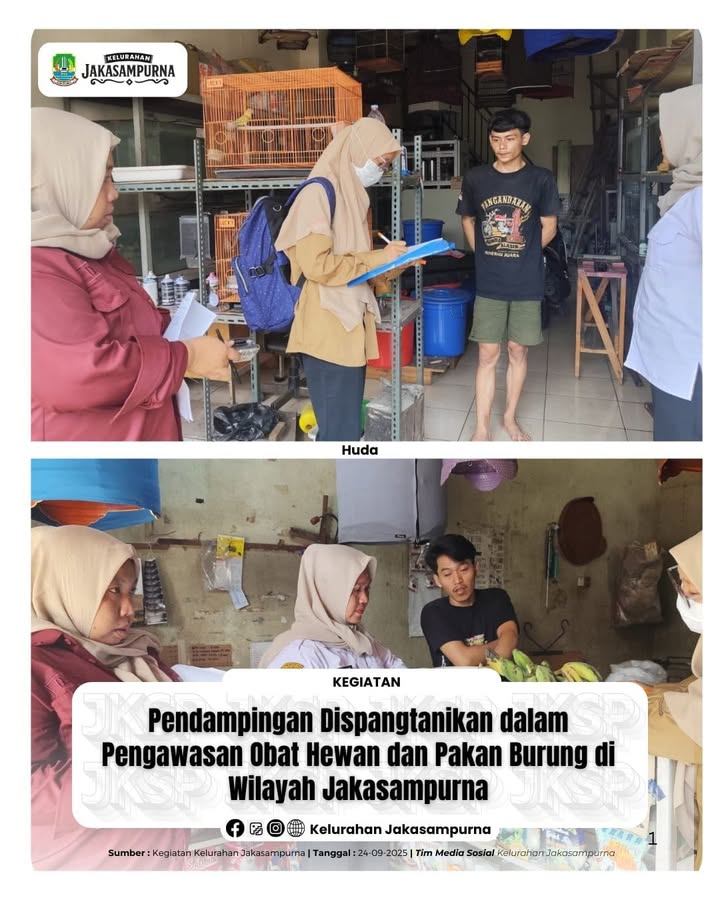 KELURAHAN
JAKASAMPURNA
PANGANDARAN
Huda
KEGIATAN
Pendampingan Dispangtanikan dalam
Pengawasan Obat Hewan dan Pakan Burung di
Wilayah Jakasampurna
Kelurahan Jakasampurna
1
Sumber : Kegiatan Kelurahan Jakasampurna | Tanggal : 24-09-2025 | Tim Media Sosial Kelurahan Jakasampurna